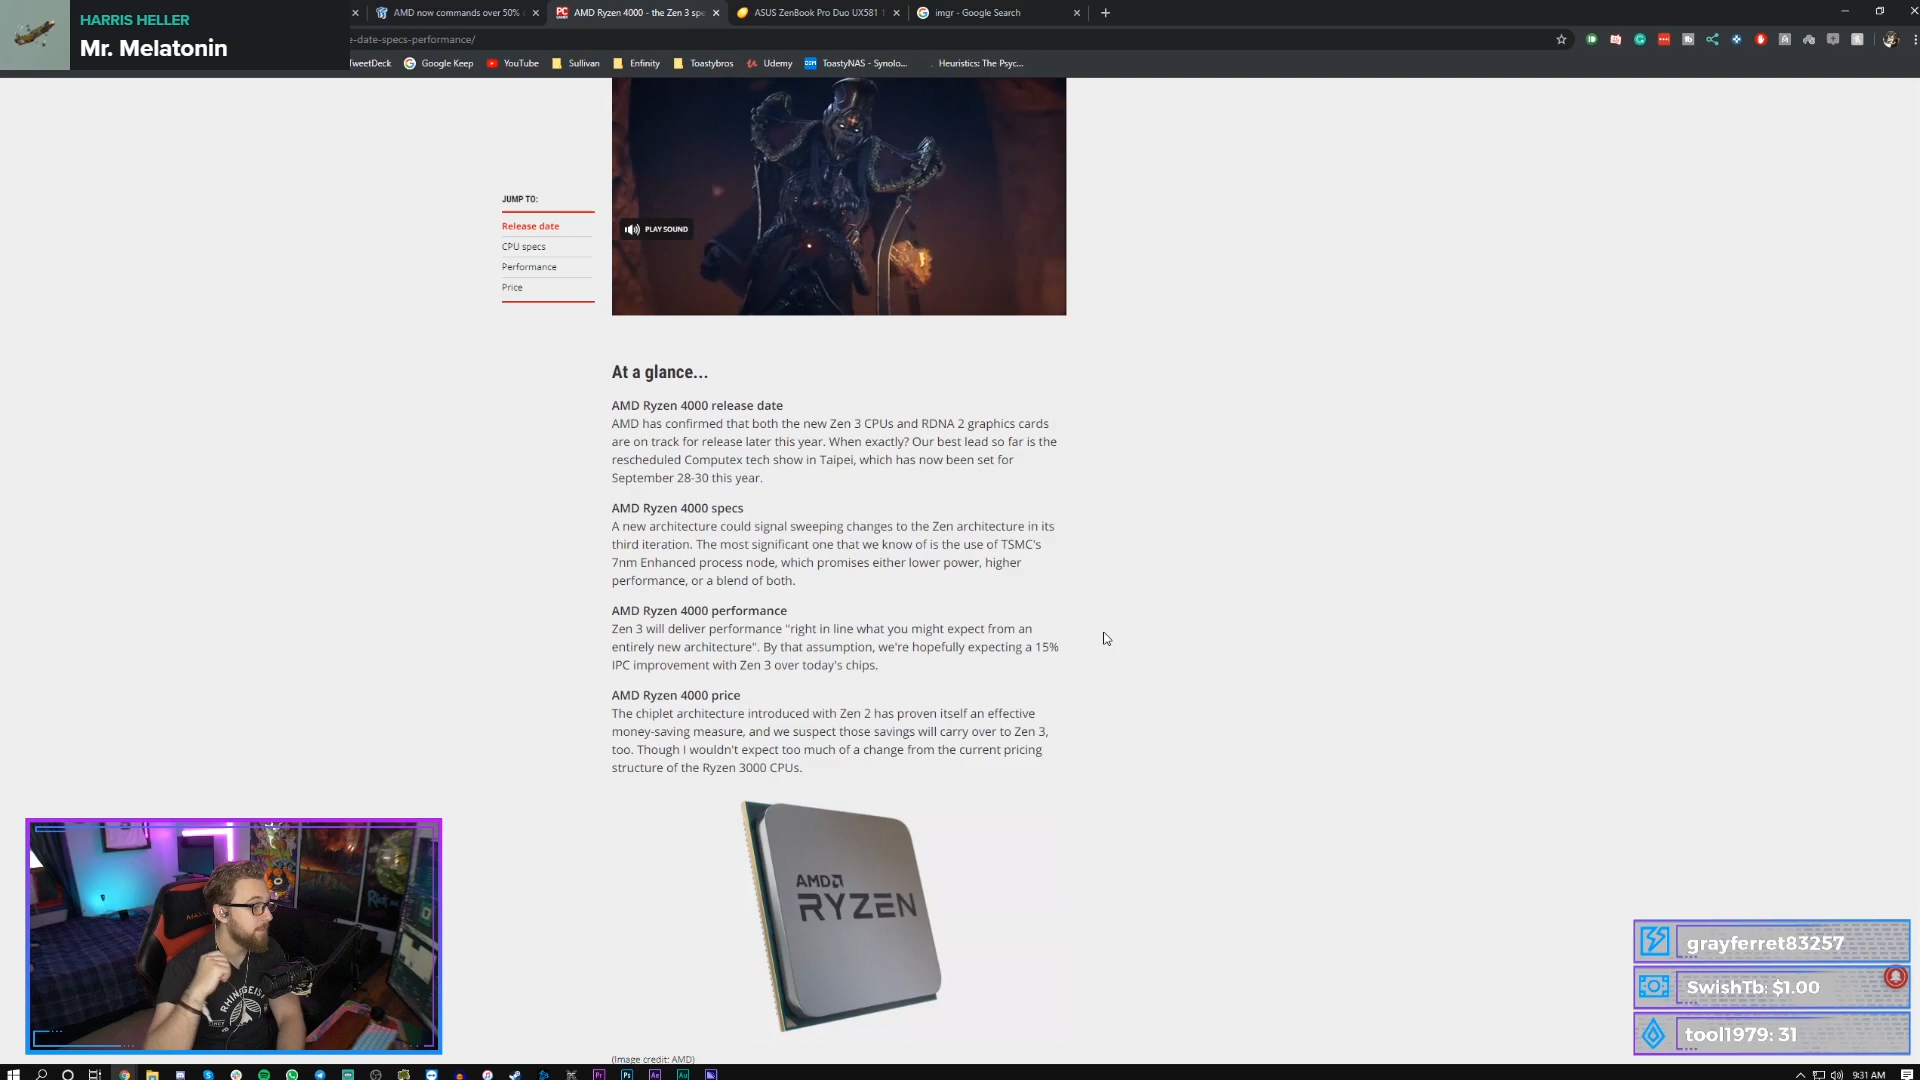 HARRIS HELLER
Mr. Melatonin
AMD now commands over 50%
AMD Ryzen 4000 - the Zen 3 spe
ASUS ZenBook Pro Duo UX581
imgr - Google Search
e-date-specs-performance/
TweetDeck
Google Keep
YouTube
Sullivan
Enfinity
Toastybros
Udemy
ToastyNAS - Synolo...
Heuristics: The Psyc...
PLAY SOUND
JUMP TO:
Release date
CPU specs
Performance
Price
At a glance...
AMD Ryzen 4000 release date
AMD has confirmed that both the new Zen 3 CPUs and RDNA 2 graphics cards
are on track for release later this year. When exactly? Our best lead so far is the
rescheduled Computex tech show in Taipei, which has now been set for
September 28-30 this year.
AMD Ryzen 4000 specs
A new architecture could signal sweeping changes to the Zen architecture in its
third iteration. The most significant one that we know of is the use of TSMC's
7nm Enhanced process node, which promises either lower power, higher
performance, or a blend of both.
AMD Ryzen 4000 performance
Zen 3 will deliver performance "right in line what you might expect from an
entirely new architecture". By that assumption, we're hopefully expecting a 15%
IPC improvement with Zen 3 over today's chips.
AMD Ryzen 4000 price
The chiplet architecture introduced with Zen 2 has proven itself an effective
money-saving measure, and we suspect those savings will carry over to Zen 3,
too. Though I wouldn't expect too much of a change from the current pricing
structure of the Ryzen 3000 CPUs.
AMD
RYZEN
(Image credit: AMD)
RHINGEIST
grayferret83257
SwishTb: $1.00
tool1979: 31
9:31 AM